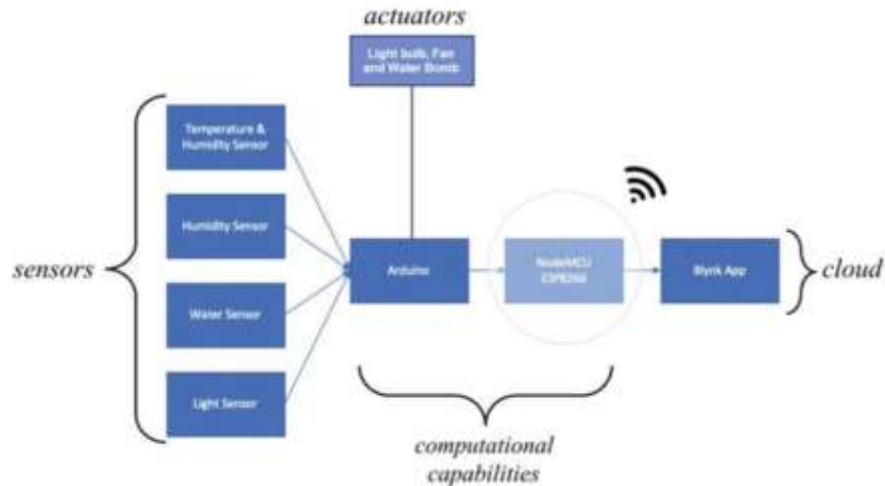 actuators
Light bulb, Fan
and Water Bomb
Temperature &
Humidity Sensor
Humidity Sensor
sensors
Water Sensor
Light Sensor
Arduino
NodeMCU
ESP8266
Blynk App
cloud
computational
capabilities